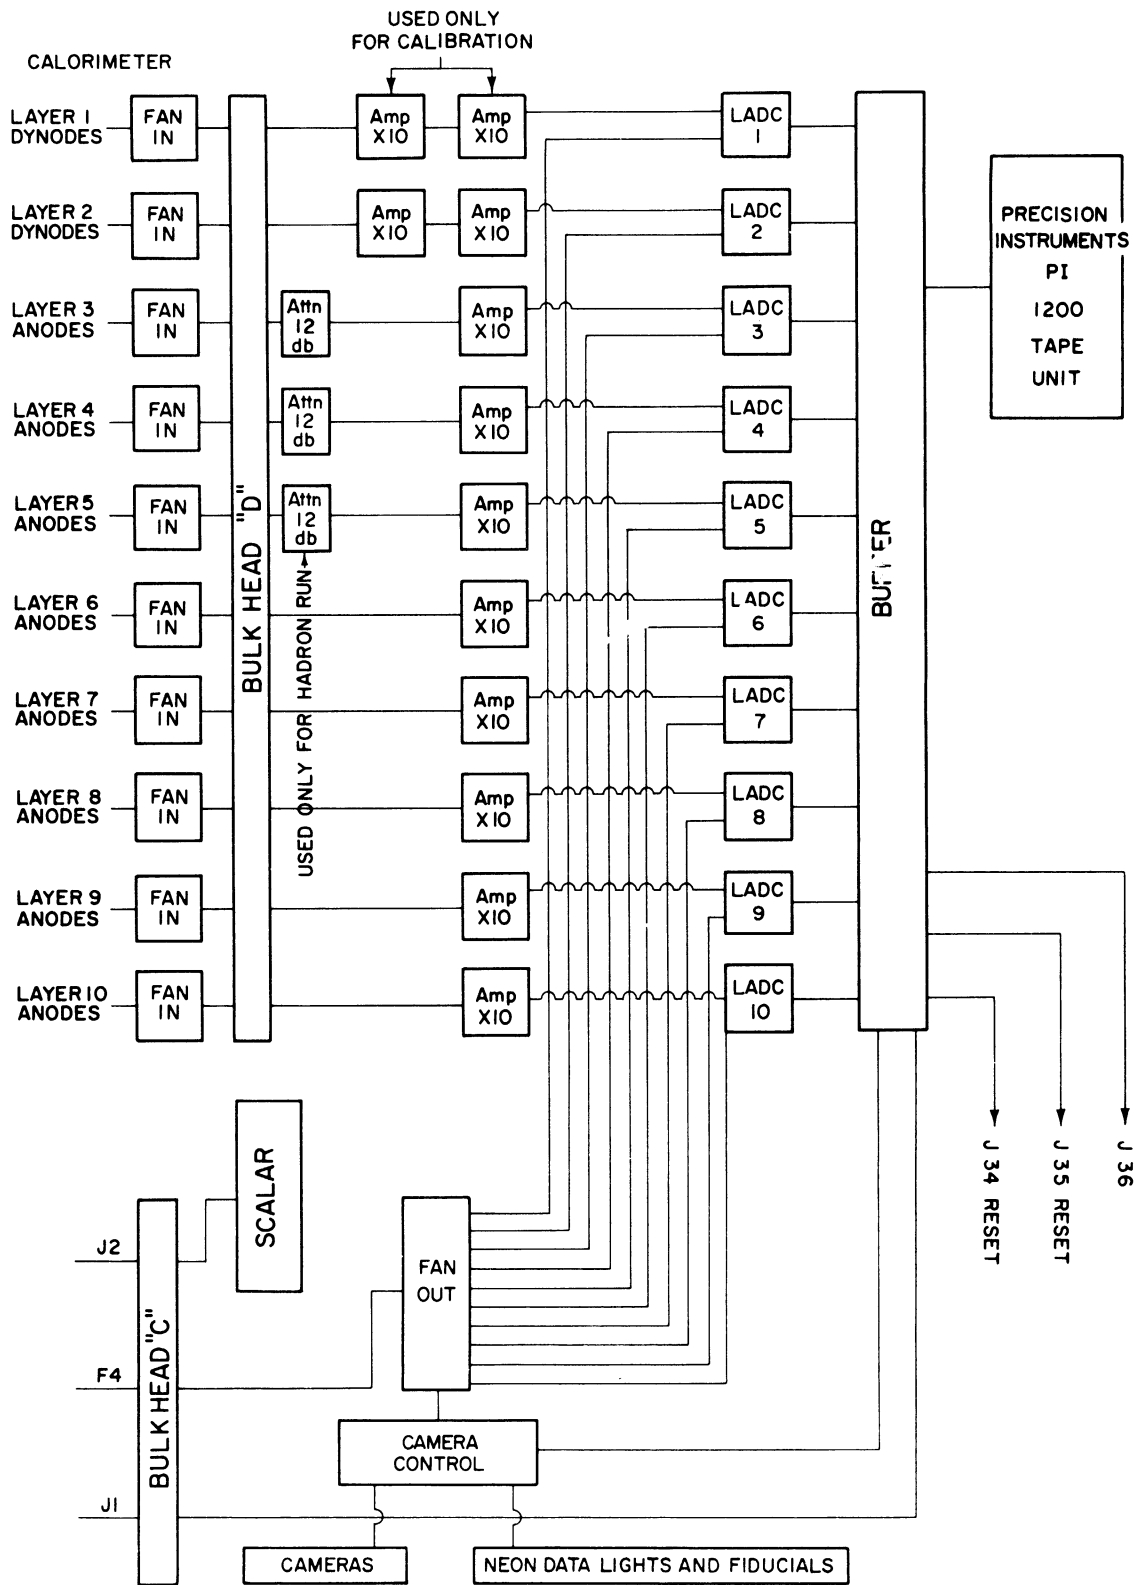 USED ONLY
FOR CALIBRATION
CALORIMETER
LAYER 1
DYNODES
FAN
IN
Amp
X10
Amp
X10
LADC
1
LAYER 2
DYNODES
FAN
IN
Amp
X10
Amp
X10
LADC
2
PRECISION
INSTRUMENTS
PI
1200
TAPE
UNIT
LAYER 3
ANODES
FAN
IN
Attn
12
db
Amp
X10
LADC
3
LAYER 4
ANODES
FAN
IN
Attn
12
db
Amp
X10
LADC
4
LAYER 5
ANODES
FAN
IN
Attn
12
db
Amp
X10
LADC
5
BULK HEAD "D"
USED ONLY FOR HADRON RUN
BUFFER
LAYER 6
ANODES
FAN
IN
Amp
X10
LADC
6
LAYER 7
ANODES
FAN
IN
Amp
X10
LADC
7
LAYER 8
ANODES
FAN
IN
Amp
X10
LADC
8
LAYER 9
ANODES
FAN
IN
Amp
X10
LADC
9
LAYER 10
ANODES
FAN
IN
Amp
X10
LADC
10
J 34 RESET
J 35 RESET
J 36
SCALAR
J2
FAN
OUT
BULK HEAD "C"
F4
CAMERA
CONTROL
J1
CAMERAS
NEON DATA LIGHTS AND FIDUCIALS